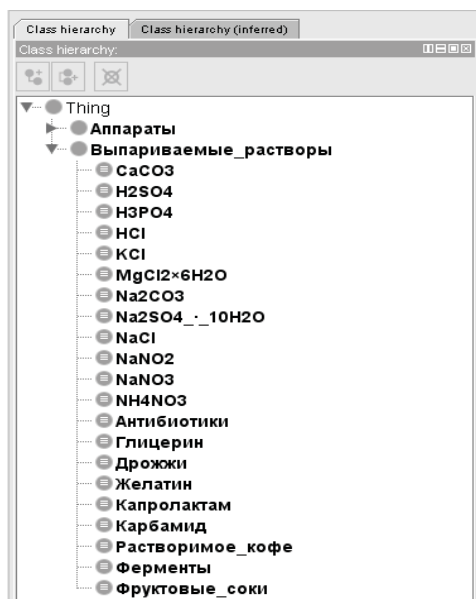 Class hierarchy Class hierarchy (inferred)
Class hierarchy:
Thing
Аппараты
Выпариваемые_растворы
CaCO3
H2SO4
H3PO4
HCl
KCl
MgCl2×6H2O
Na2CO3
Na2SO4_·_10H2O
NaCl
NaNO2
NaNO3
NH4NO3
Антибиотики
Глицерин
Дрожжи
Желатин
Капролактам
Карбамид
Растворимое_кофе
Ферменты
Фруктовые_соки